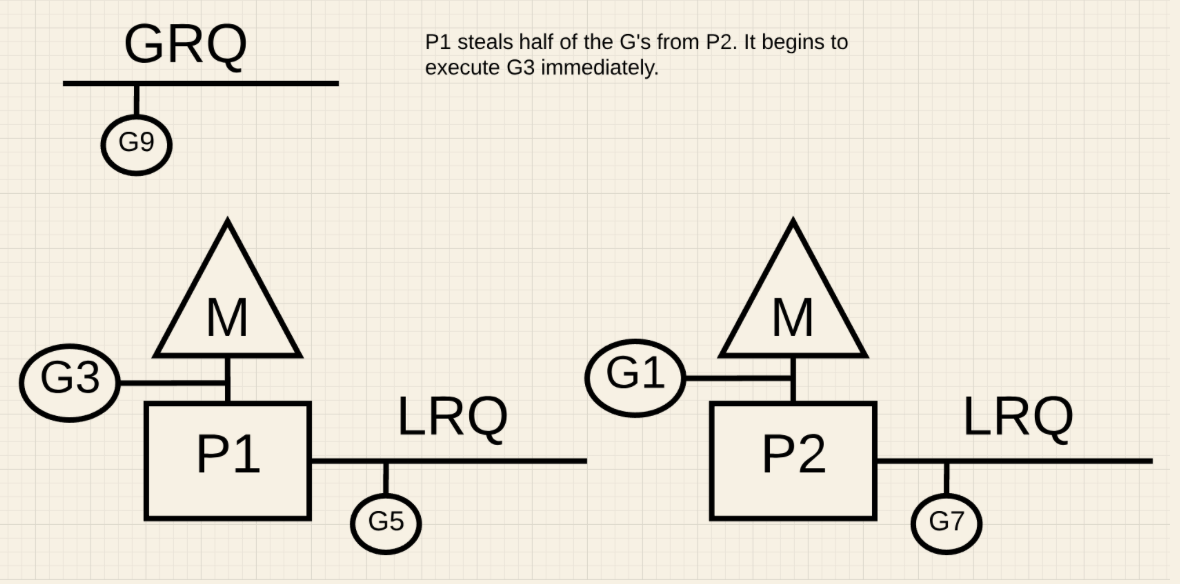 GRQ
P1 steals half of the G's from P2. It begins to
execute G3 immediately.
G9
M
M
G3
G1
LRQ
LRQ
P1
P2
G5
G7